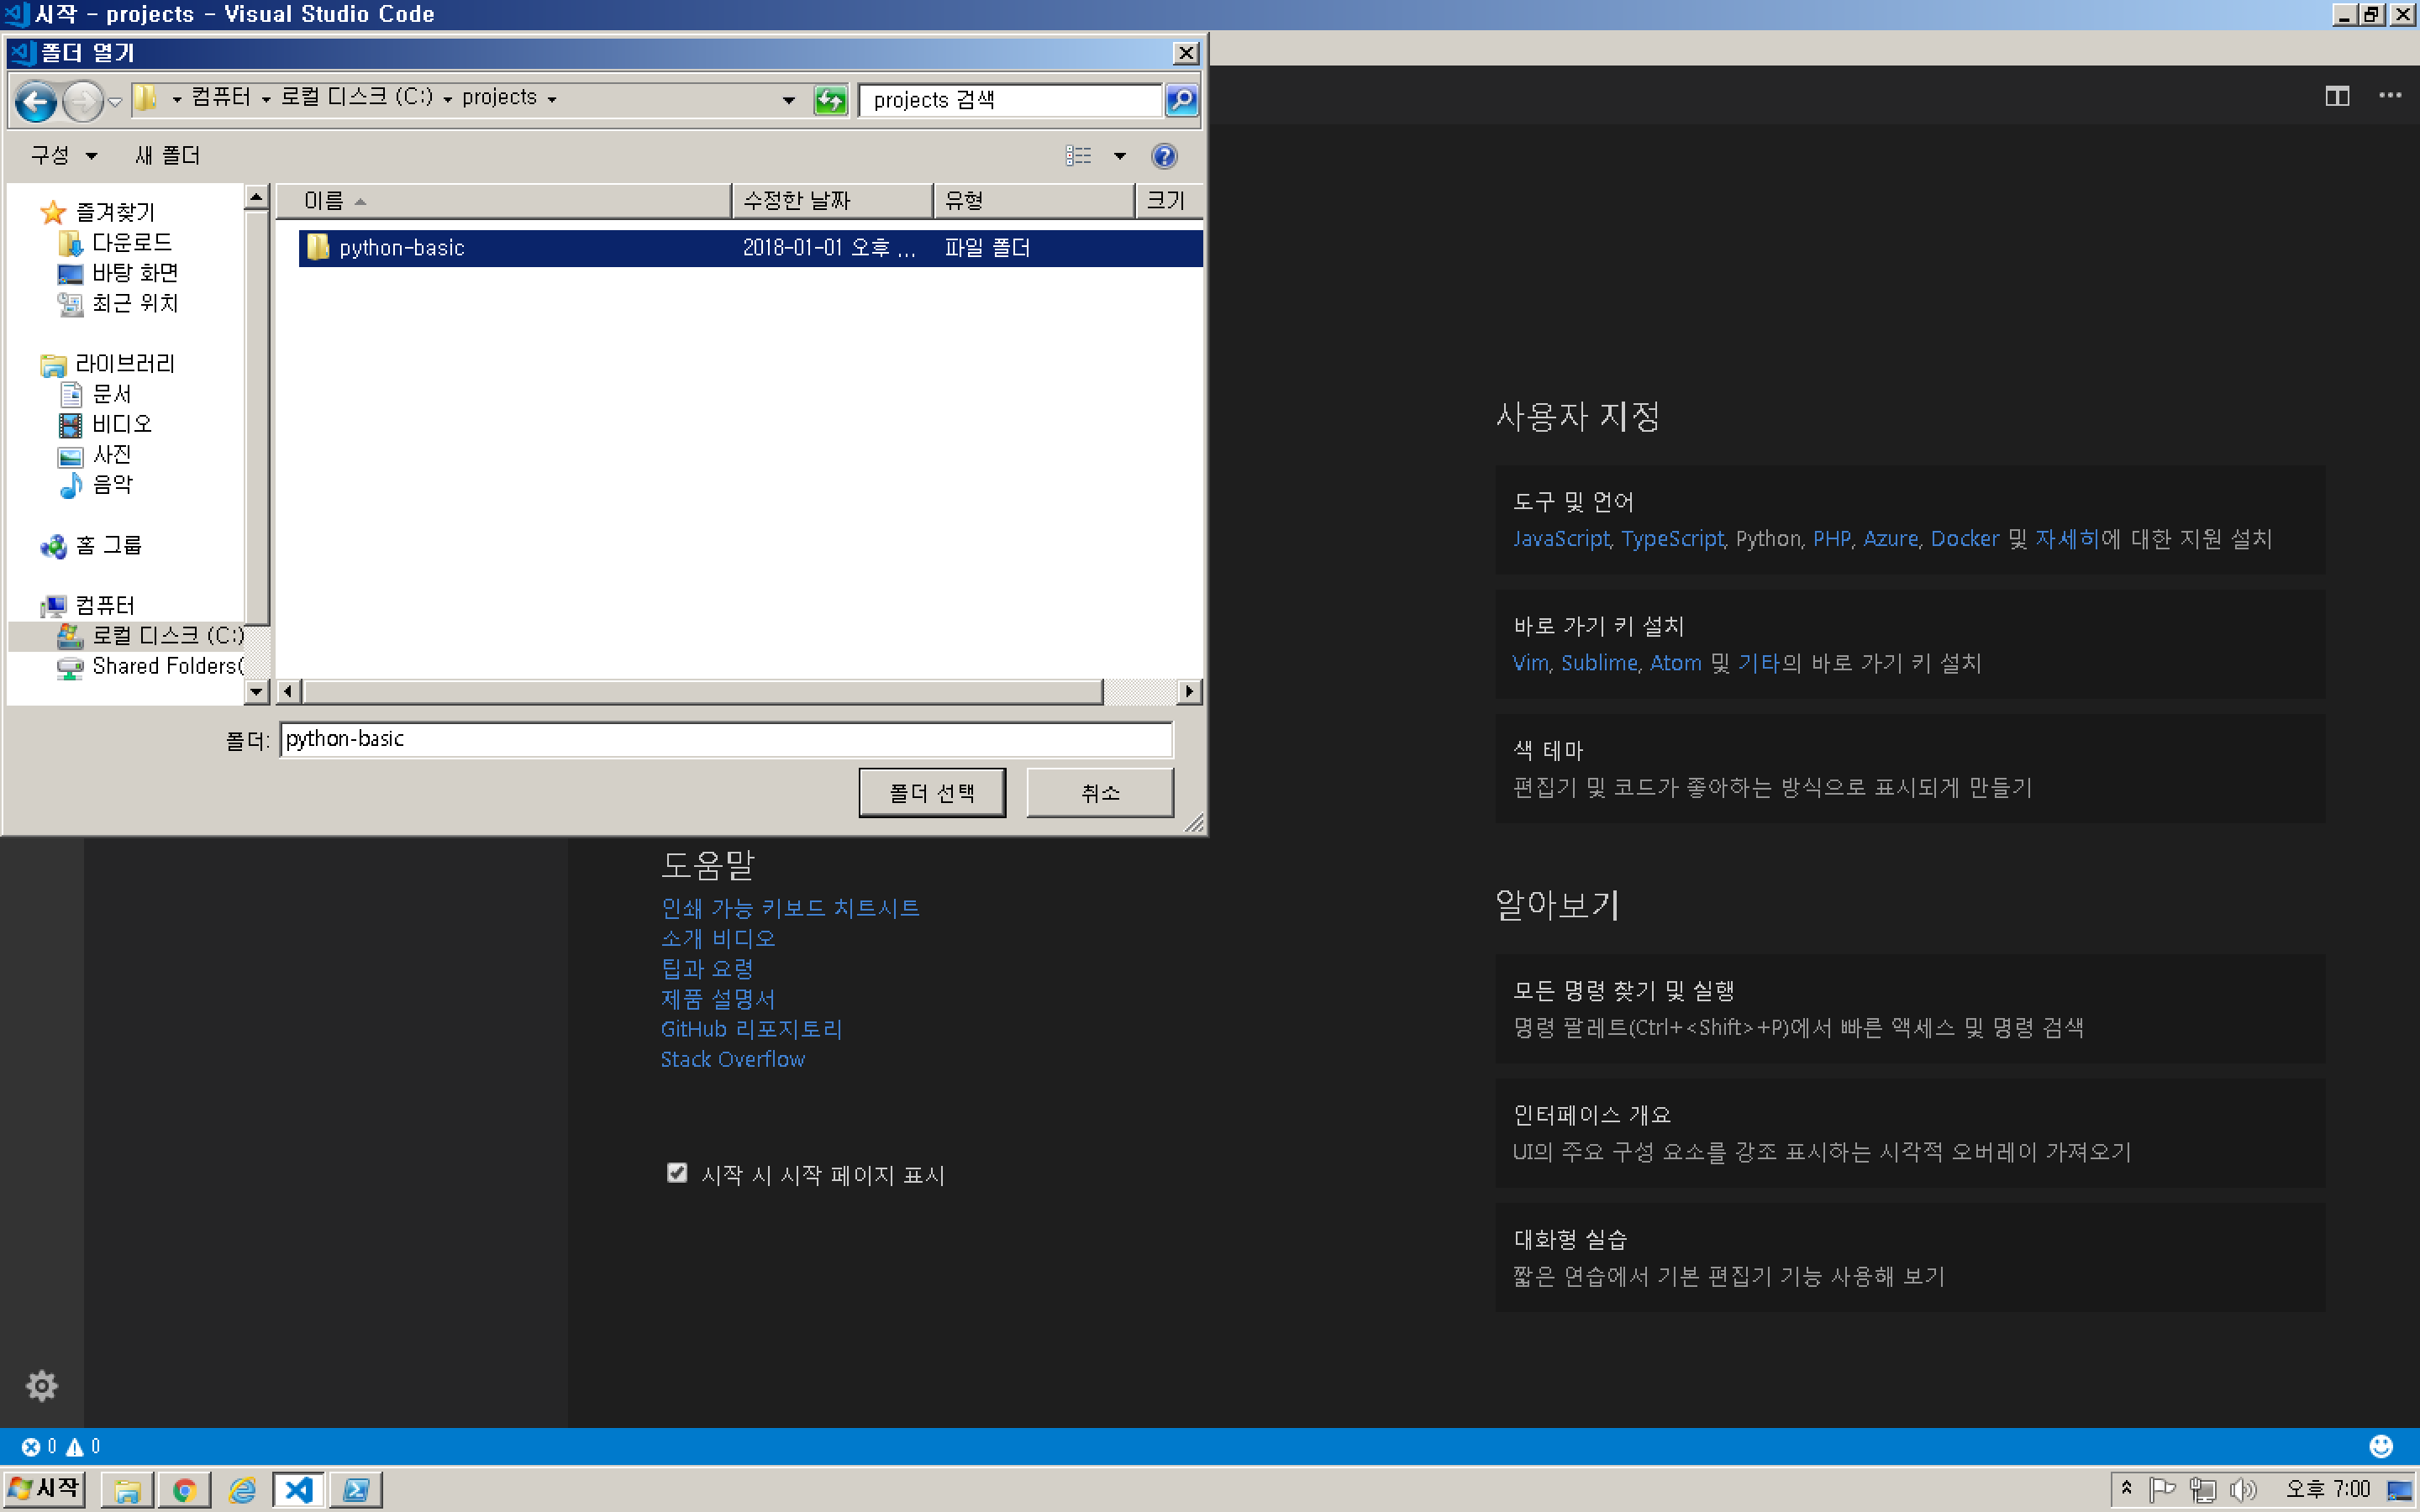 시작 - projects - Visual Studio Code
폴더 열기
컴퓨터 로컬 디스크 (C:) projects
projects 검색
구성 새 폴더
즐겨찾기
다운로드
바탕 화면
최근 위치
라이브러리
문서
비디오
사진
음악
홈 그룹
컴퓨터
로컬 디스크 (C:)
Shared Folders(
이름 수정한 날짜 유형 크기
python-basic 2018-01-01 오후 ... 파일 폴더
폴더: python-basic
폴더 선택 취소
도움말
인쇄 가능 키보드 치트시트
소개 비디오
팁과 요령
제품 설명서
GitHub 리포지토리
Stack Overflow
시작 시 시작 페이지 표시
사용자 지정
도구 및 언어
JavaScript, TypeScript, Python, PHP, Azure, Docker 및 자세히에 대한 지원 설치
바로 가기 키 설치
Vim, Sublime, Atom 및 기타의 바로 가기 키 설치
색 테마
편집기 및 코드가 좋아하는 방식으로 표시되게 만들기
알아보기
모든 명령 찾기 및 실행
명령 팔레트(Ctrl+<Shift>+P)에서 빠른 액세스 및 명령 검색
인터페이스 개요
UI의 주요 구성 요소를 강조 표시하는 시각적 오버레이 가져오기
대화형 실습
짧은 연습에서 기본 편집기 기능 사용해 보기
0 0
시작
오후 7:00